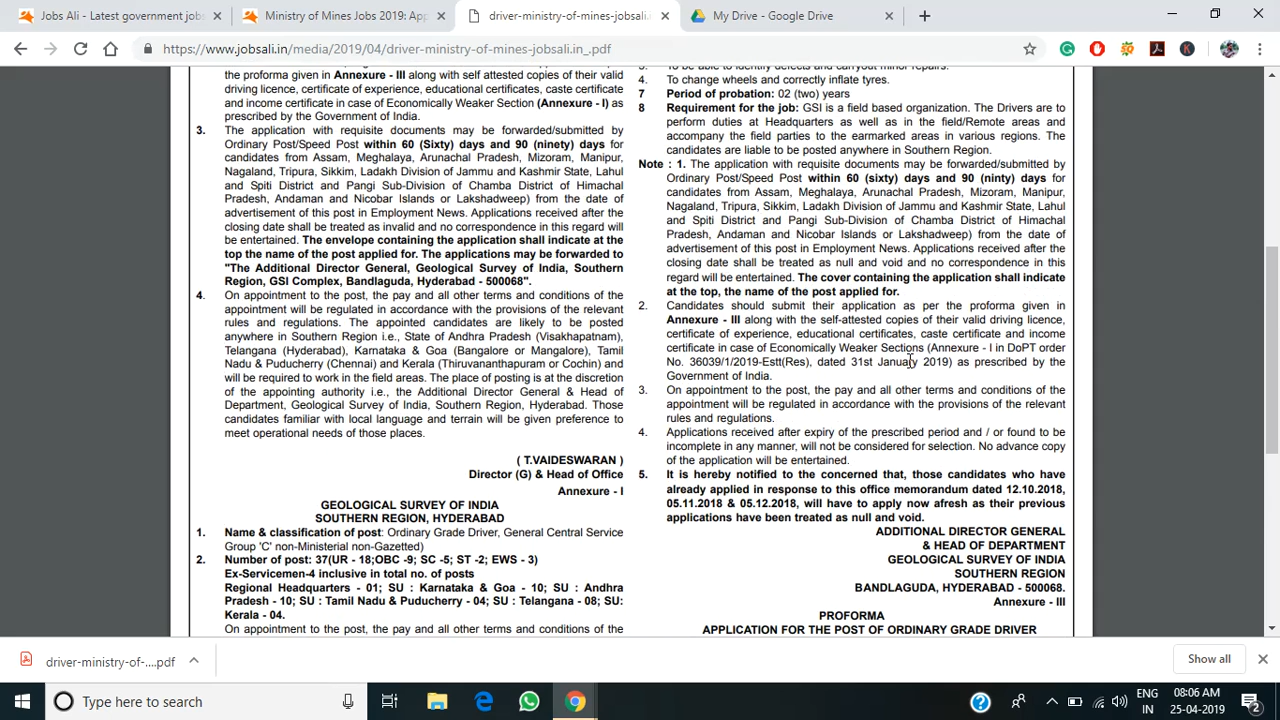 Jobs Ali - Latest government jobs
Ministry of Mines Jobs 2019: App
driver-ministry-of-mines-jobsali.i
My Drive - Google Drive
https://www.jobsali.in/media/2019/04/driver-ministry-of-mines-jobsali.in_.pdf
the proforma given in Annexure - III along with self attested copies of their valid
driving licence, certificate of experience, educational certificates, caste certificate
and income certificate in case of Economically Weaker Section (Annexure - I) as
prescribed by the Government of India.
3. The application with requisite documents may be forwarded/submitted by
Ordinary Post/Speed Post within 60 (Sixty) days and 90 (ninety) days for
candidates from Assam, Meghalaya, Arunachal Pradesh, Mizoram, Manipur,
Nagaland, Tripura, Sikkim, Ladakh Division of Jammu and Kashmir State, Lahul
and Spiti District and Pangi Sub-Division of Chamba District of Himachal
Pradesh, Andaman and Nicobar Islands or Lakshadweep) from the date of
advertisement of this post in Employment News. Applications received after the
closing date shall be treated as invalid and no correspondence in this regard will
be entertained. The envelope containing the application shall indicate at the
top the name of the post applied for. The applications may be forwarded to
"The Additional Director General, Geological Survey of India, Southern
Region, GSI Complex, Bandlaguda, Hyderabad - 500068".
4. On appointment to the post, the pay and all other terms and conditions of the
appointment will be regulated in accordance with the provisions of the relevant
rules and regulations. The appointed candidates are likely to be posted
anywhere in Southern Region i.e., State of Andhra Pradesh (Visakhapatnam),
Telangana (Hyderabad), Karnataka & Goa (Bangalore or Mangalore), Tamil
Nadu & Puducherry (Chennai) and Kerala (Thiruvananthapuram or Cochin) and
will be required to work in the field areas. The place of posting is at the discretion
of the appointing authority i.e., the Additional Director General & Head of
Department, Geological Survey of India, Southern Region, Hyderabad. Those
candidates familiar with local language and terrain will be given preference to
meet operational needs of those places.
( T.VAIDESWARAN )
Director (G) & Head of Office
Annexure - I
GEOLOGICAL SURVEY OF INDIA
SOUTHERN REGION, HYDERABAD
1. Name & classification of post: Ordinary Grade Driver, General Central Service
Group 'C' non-Ministerial non-Gazetted)
2. Number of post: 37(UR - 18;OBC -9; SC -5; ST -2; EWS - 3)
Ex-Servicemen-4 inclusive in total no. of posts
Regional Headquarters - 01; SU : Karnataka & Goa - 10; SU : Andhra
Pradesh - 10; SU : Tamil Nadu & Puducherry - 04; SU : Telangana - 08; SU:
Kerala - 04.
On appointment to the post, the pay and all other terms and conditions of the
3. To be able to identify defects and carryout minor repairs.
4. To change wheels and correctly inflate tyres.
7 Period of probation: 02 (two) years
8 Requirement for the job: GSI is a field based organization. The Drivers are to
perform duties at Headquarters as well as in the field/Remote areas and
accompany the field parties to the earmarked areas in various regions. The
candidates are liable to be posted anywhere in Southern Region.
Note : 1. The application with requisite documents may be forwarded/submitted by
Ordinary Post/Speed Post within 60 (sixty) days and 90 (ninty) days for
candidates from Assam, Meghalaya, Arunachal Pradesh, Mizoram, Manipur,
Nagaland, Tripura, Sikkim, Ladakh Division of Jammu and Kashmir State, Lahul
and Spiti District and Pangi Sub-Division of Chamba District of Himachal
Pradesh, Andaman and Nicobar Islands or Lakshadweep) from the date of
advertisement of this post in Employment News. Applications received after the
closing date shall be treated as null and void and no correspondence in this
regard will be entertained. The cover containing the application shall indicate
at the top, the name of the post applied for.
2. Candidates should submit their application as per the proforma given in
Annexure - III along with the self-attested copies of their valid driving licence,
certificate of experience, educational certificates, caste certificate and income
certificate in case of Economically Weaker Sections (Annexure - I in DoPT order
No. 36039/1/2019-Estt(Res), dated 31st January 2019) as prescribed by the
Government of India.
3. On appointment to the post, the pay and all other terms and conditions of the
appointment will be regulated in accordance with the provisions of the relevant
rules and regulations.
4. Applications received after expiry of the prescribed period and / or found to be
incomplete in any manner, will not be considered for selection. No advance copy
of the application will be entertained.
5. It is hereby notified to the concerned that, those candidates who have
already applied in response to this office memorandum dated 12.10.2018,
05.11.2018 & 05.12.2018, will have to apply now afresh as their previous
applications have been treated as null and void.
ADDITIONAL DIRECTOR GENERAL
& HEAD OF DEPARTMENT
GEOLOGICAL SURVEY OF INDIA
SOUTHERN REGION
BANDLAGUDA, HYDERABAD - 500068.
Annexure - III
PROFORMA
APPLICATION FOR THE POST OF ORDINARY GRADE DRIVER
driver-ministry-of-....pdf
Show all
Type here to search
ENG
IN
08:06 AM
25-04-2019
2